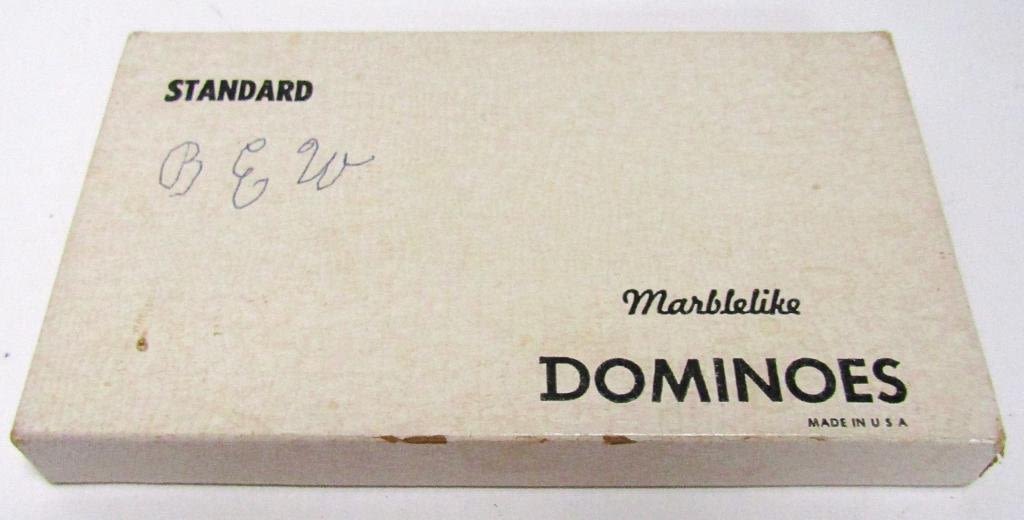 STANDARD
B E W
Marblelike
DOMINOES
MADE IN U S A